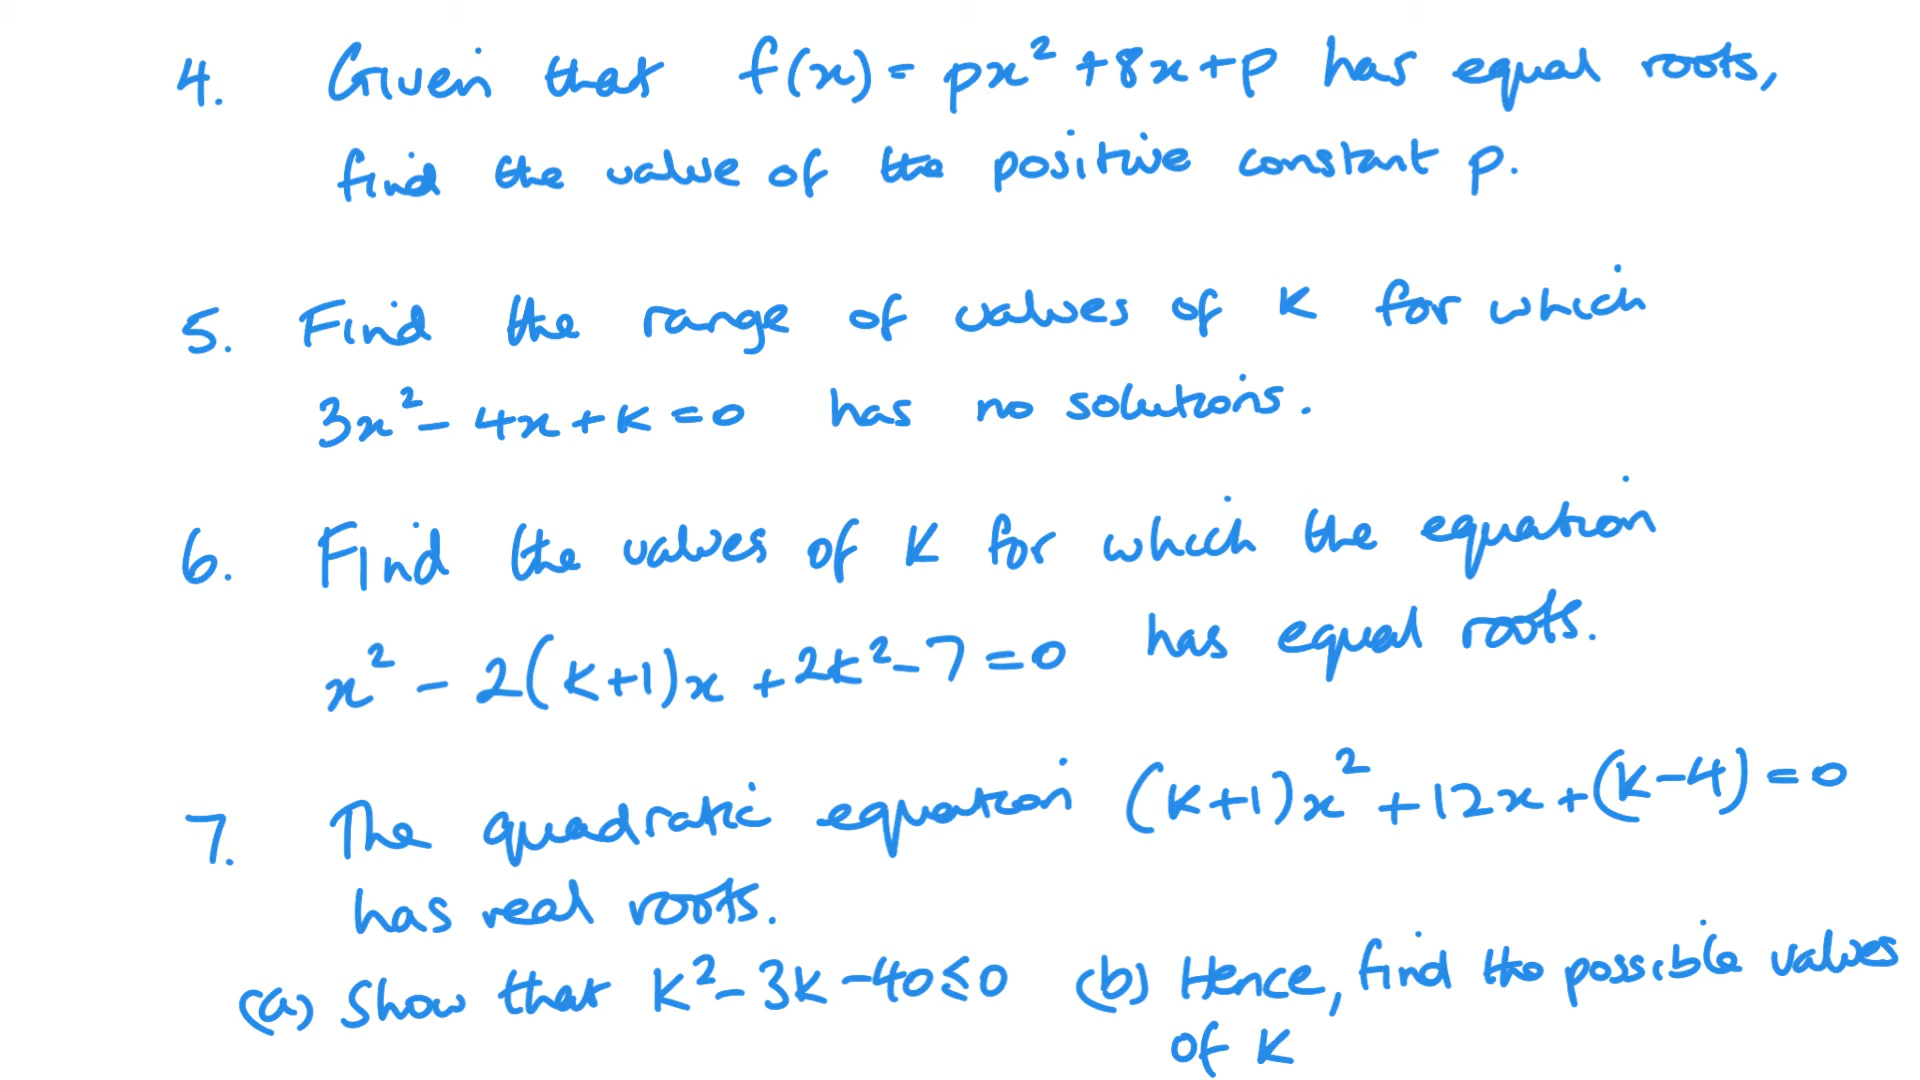 4. Given that f(x) = px² + 8x + p has equal roots,
find the value of the positive constant p.
5. Find the range of values of k for which
3x² - 4x + k = 0 has no solutions.
6. Find the values of k for which the equation
x² - 2(k+1)x + 2k² - 7 = 0 has equal roots.
7. The quadratic equation (k+1)x² + 12x + (k-4) = 0
has real roots.
(a) Show that k² - 3k - 40 ≤ 0 (b) Hence, find the possible values
of k